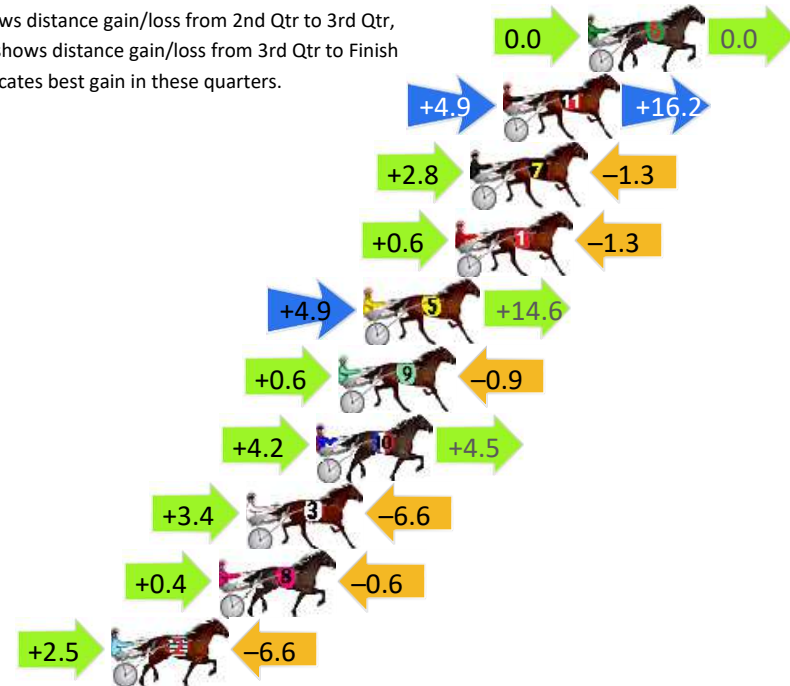 ws distance gain/loss from 2nd Qtr to 3rd Qtr,
shows distance gain/loss from 3rd Qtr to Finish
cates best gain in these quarters.
0.0 0.0
+4.9 11 +16.2
+2.8 7 –1.3
+0.6 1 –1.3
+4.9 5 +14.6
+0.6 9 –0.9
+4.2 10 +4.5
+3.4 3 –6.6
+0.4 8 –0.6
+2.5 2 –6.6